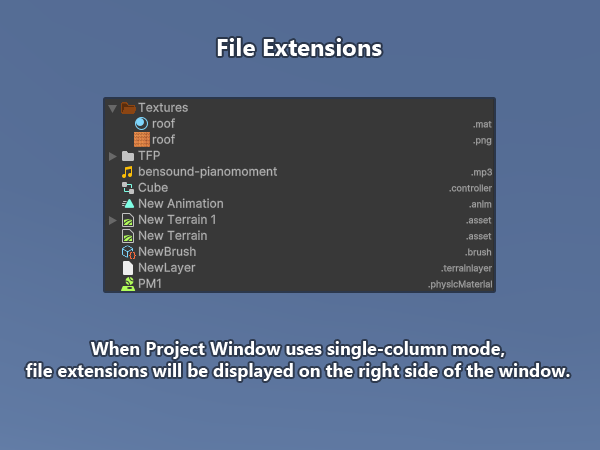 File Extensions
Textures
roof .mat
roof .png
TFP
bensound-pianomoment .mp3
Cube .controller
New Animation .anim
New Terrain 1 .asset
New Terrain .asset
NewBrush .brush
NewLayer .terrainlayer
PM1 .physicMaterial
When Project Window uses single-column mode,
file extensions will be displayed on the right side of the window.